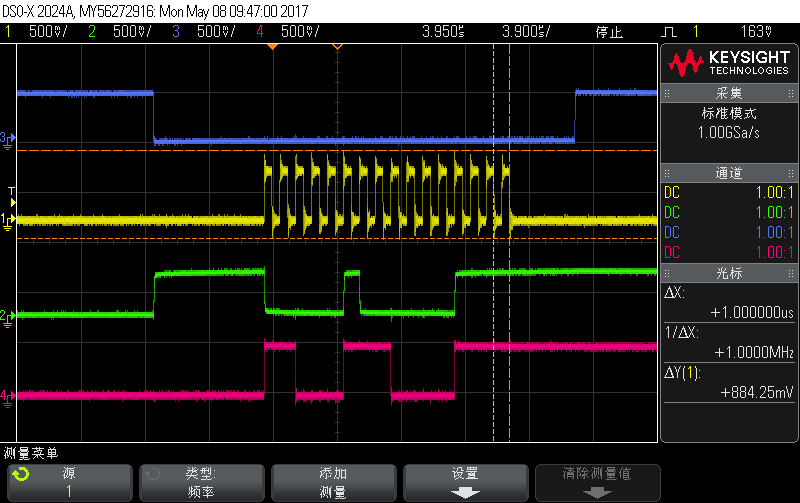 DSO-X 2024A, MY56272916: Mon May 08 09:47:00 2017
1 500mV/ 2 500mV/ 3 500mV/ 4 500mV/ 3.950us 3.900us/ 停止 1 163mV
KEYSIGHT
TECHNOLOGIES
采集
标准模式
1.00GSa/s
通道
DC 1.00:1
DC 1.00:1
DC 1.00:1
DC 1.00:1
光标
ΔX:
+1.000000us
1/ΔX:
+1.0000MHz
ΔY(1):
+884.25mV
3
T
1
2
4
测量菜单
源
1
类型:
频率
添加
测量
设置
清除测量值